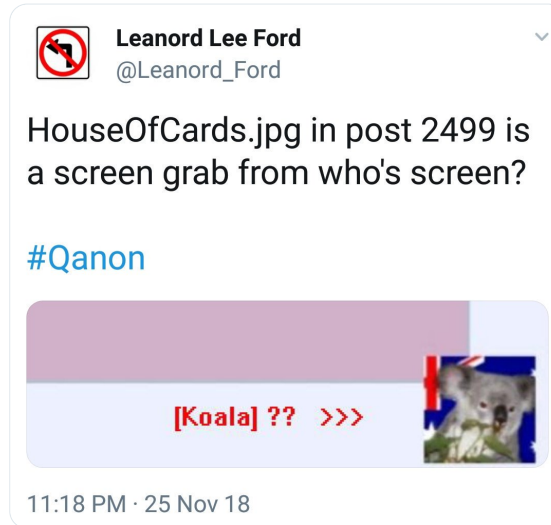 Leanord Lee Ford
@Leanord_Ford
HouseOfCards.jpg in post 2499 is
a screen grab from who's screen?
#Qanon
[Koala] ?? >>>
11:18 PM · 25 Nov 18